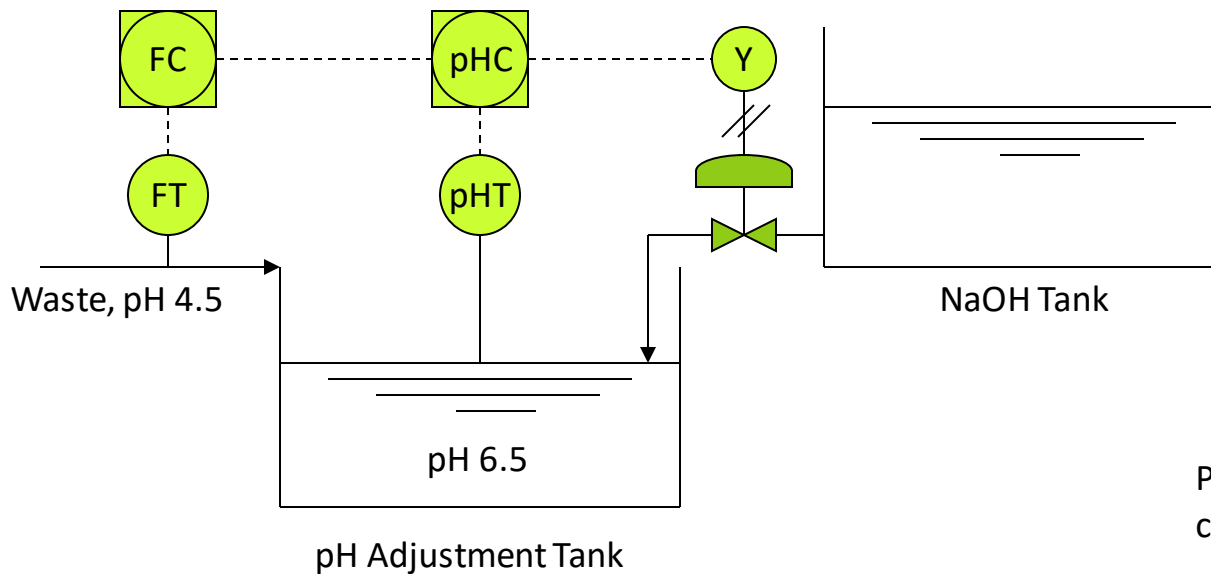 FC
pHC
Y
FT
pHT
Waste, pH 4.5
NaOH Tank
pH 6.5
P
c
pH Adjustment Tank